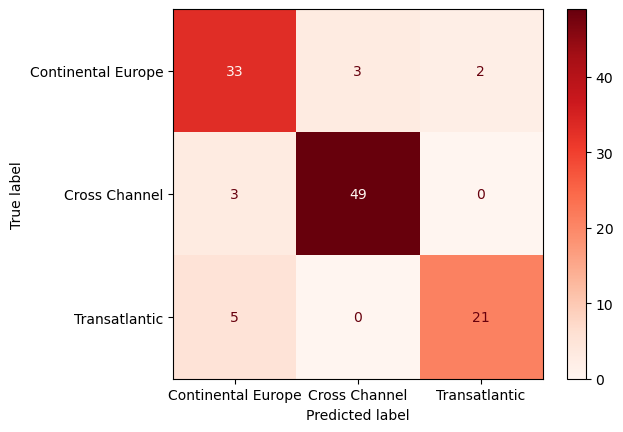 True label
Continental Europe 33 3 2
Cross Channel 3 49 0
Transatlantic 5 0 21
Continental Europe Cross Channel Transatlantic
Predicted label
40
30
20
10
0